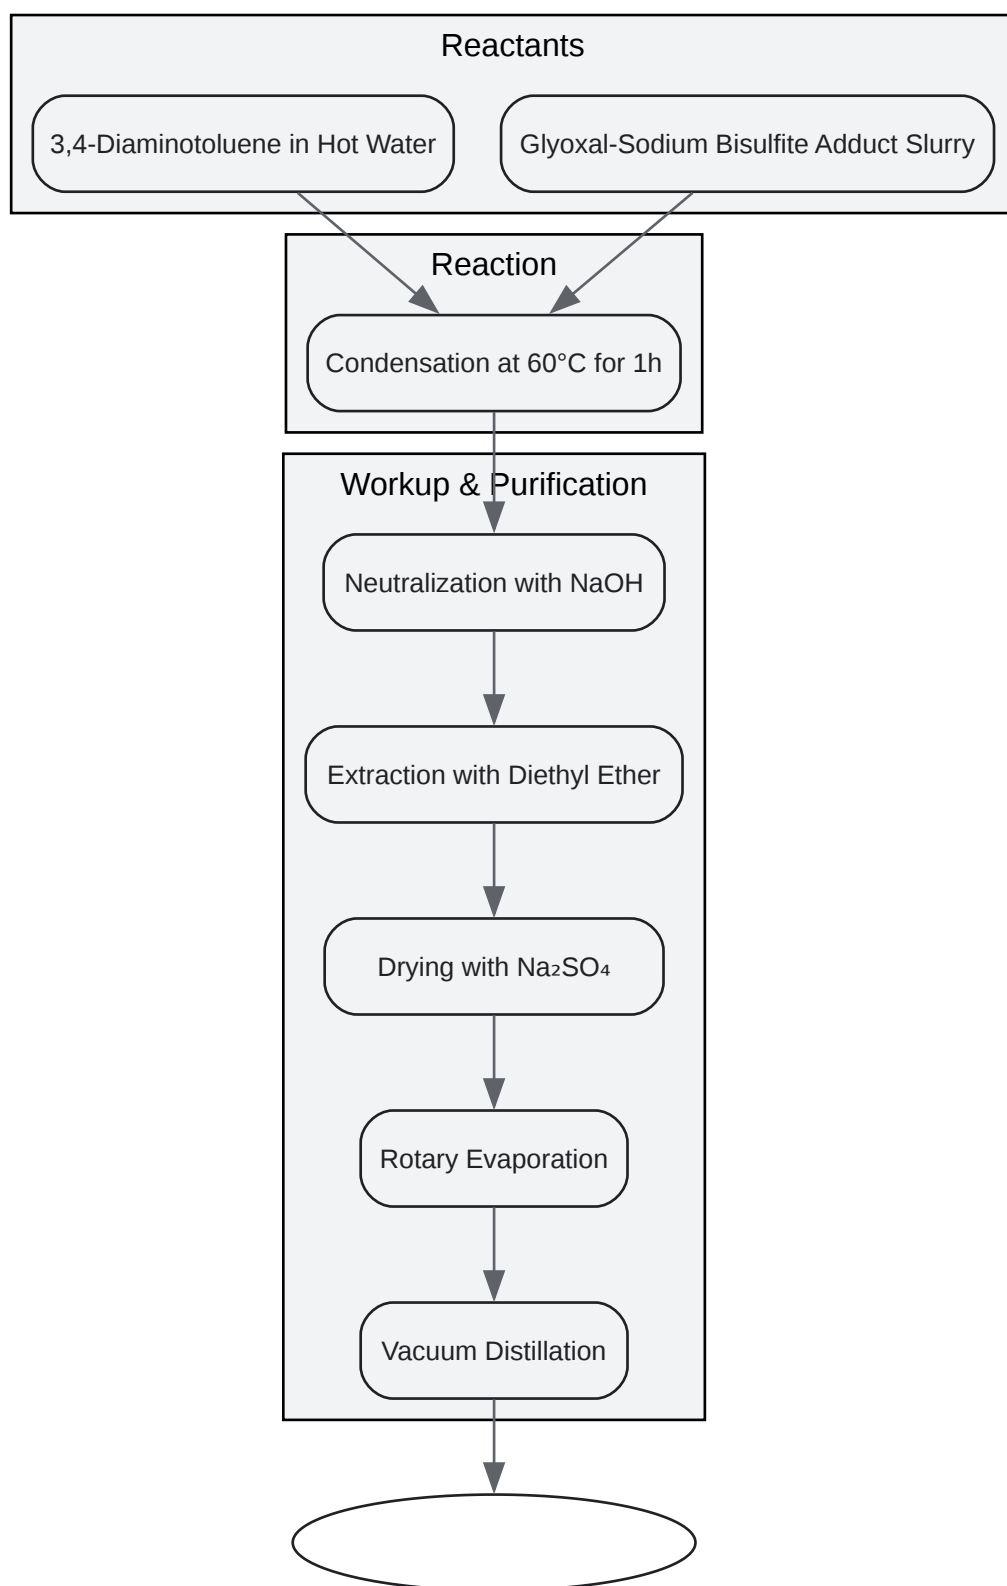 Reactants
3,4-Diaminotoluene in Hot Water
Glyoxal-Sodium Bisulfite Adduct Slurry
Reaction
Condensation at 60°C for 1h
Workup & Purification
Neutralization with NaOH
Extraction with Diethyl Ether
Drying with Na₂SO₄
Rotary Evaporation
Vacuum Distillation